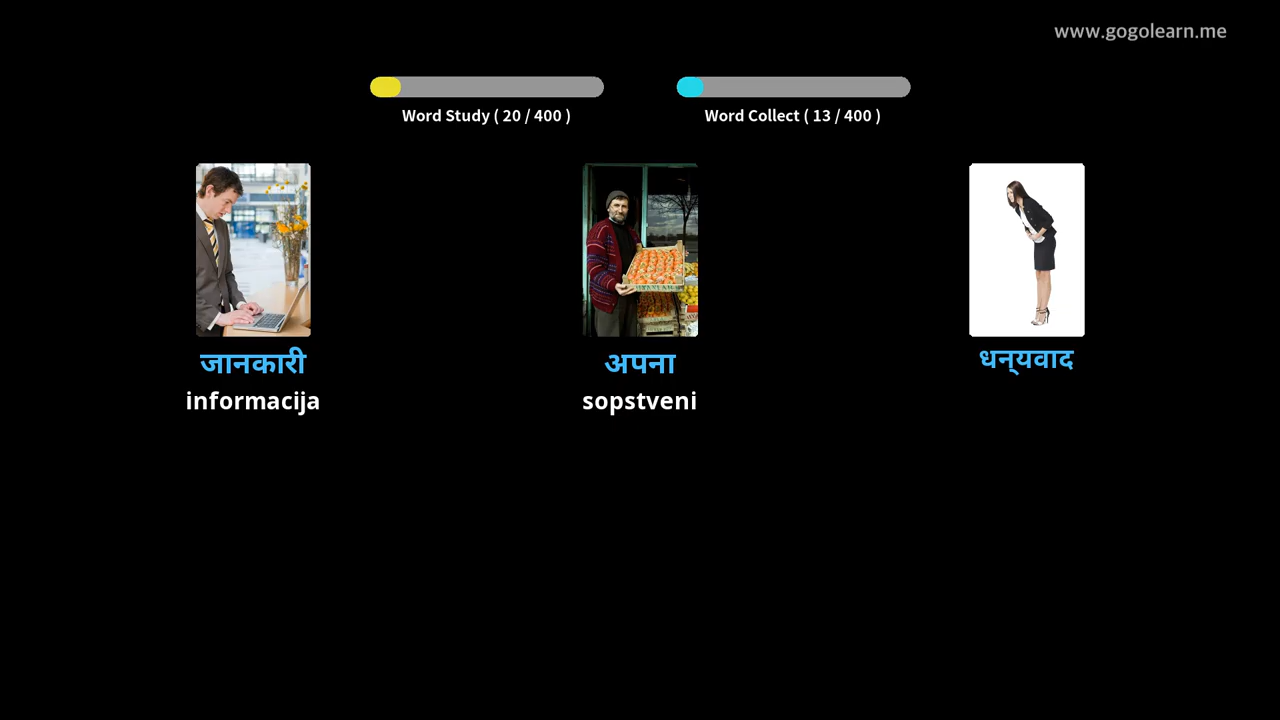 www.gogolearn.me
Word Study ( 20 / 400 )
Word Collect ( 13 / 400 )
जानकारी
अपना
धन्‌यवाद
informacija
sopstveni